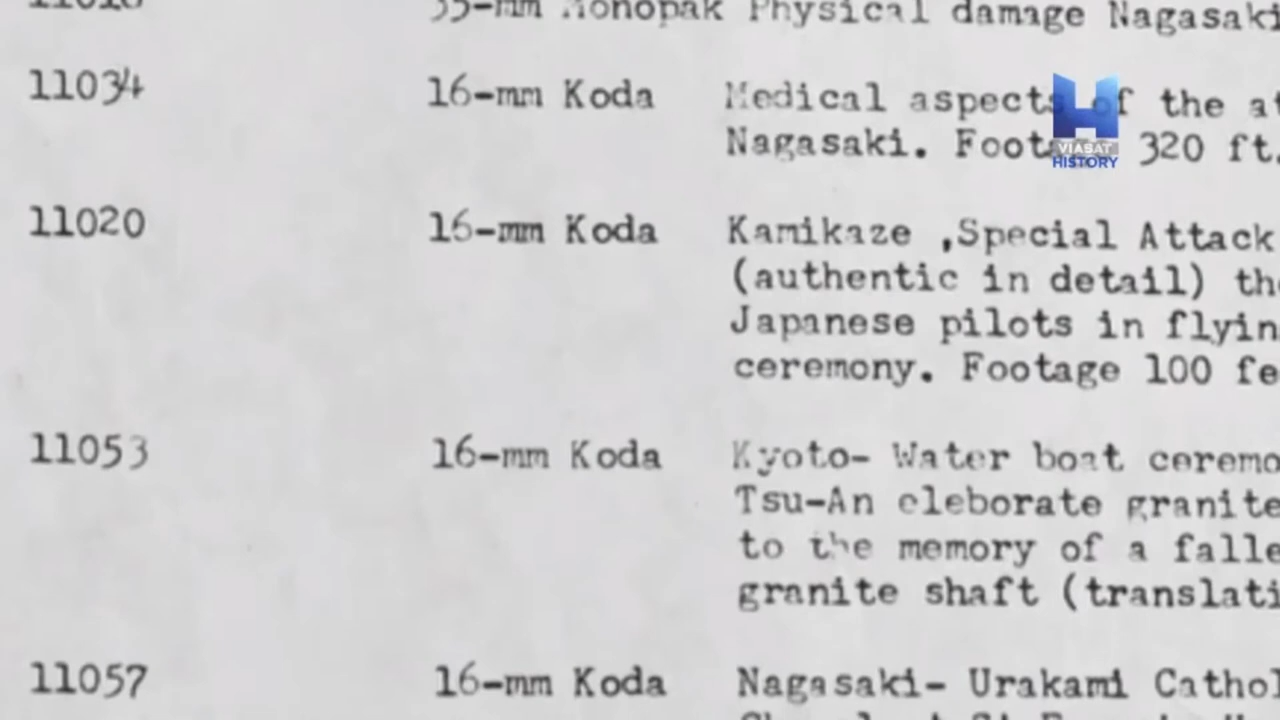 35-mm Monopak Physical damage Nagasaki
11034 16-mm Koda Medical aspects of the
Nagasaki. 320 ft.
11020 16-mm Koda Kamikaze ,Special Attack
(authentic in detail)
Japanese pilots in
ceremony. Footage 100
11053 16-mm Koda Kyoto- Water boat
Tsu-An eleborate granite
to the memory of a
granite shaft
11057 16-mm Koda Nagasaki- Urakami
VIASAT
HISTORY